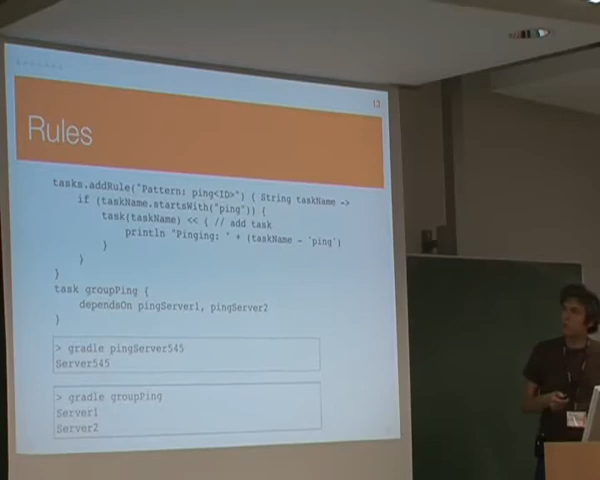 13
Rules
tasks.addRule("Pattern: ping<ID>") { String taskName ->
if (taskName.startsWith("ping")) {
task(taskName) << { // add task
println "Pinging: " + (taskName - 'ping')
}
}
}
task groupPing {
dependsOn pingServer1, pingServer2
}
> gradle pingServer545
Server545
> gradle groupPing
Server1
Server2